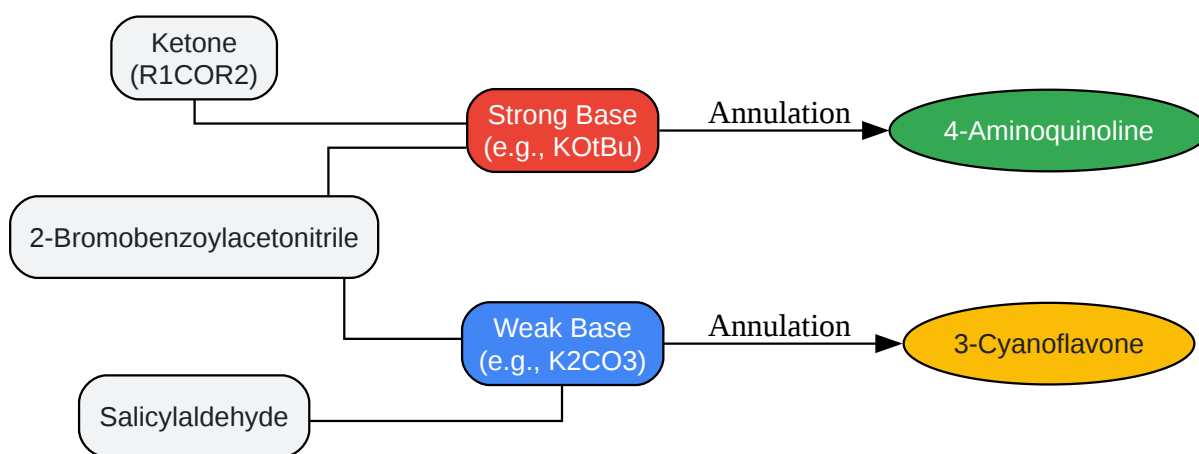 Ketone
(R1COR2)
Strong Base
(e.g., KOtBu)
Annulation
4-Aminoquinoline
2-Bromobenzoylacetonitrile
Weak Base
(e.g., K2CO3)
Annulation
3-Cyanoflavone
Salicylaldehyde